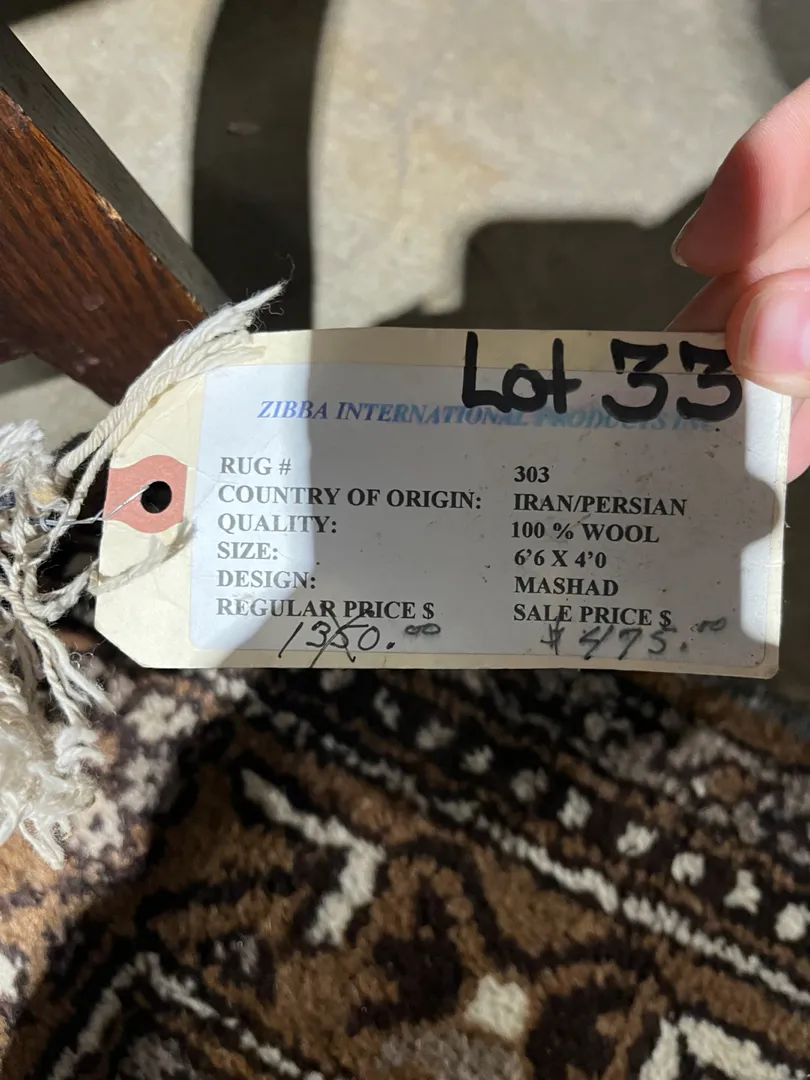 Lot 33
ZIBBA INTERNATIONAL PRODUCTS INC
RUG # 303
COUNTRY OF ORIGIN: IRAN/PERSIAN
QUALITY: 100 % WOOL
SIZE: 6'6 X 4'0
DESIGN: MASHAD
REGULAR PRICE $ SALE PRICE $
1350.00 $475.00